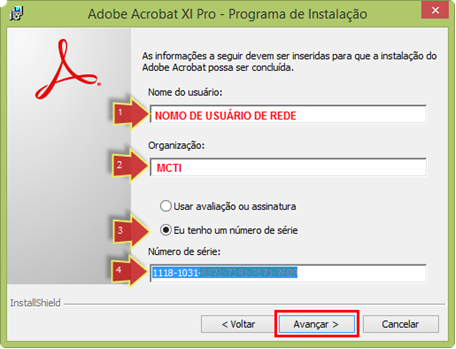 Adobe Acrobat XI Pro - Programa de Instalação
As informações a seguir devem ser inseridas para que a instalação do
Adobe Acrobat possa ser concluída.
Nome do usuário:
1
NOMO DE USUÁRIO DE REDE
Organização:
2
MCTI
Usar avaliação ou assinatura
3
Eu tenho um número de série
Número de série:
4
1118-1031-
InstallShield
< Voltar
Avançar >
Cancelar